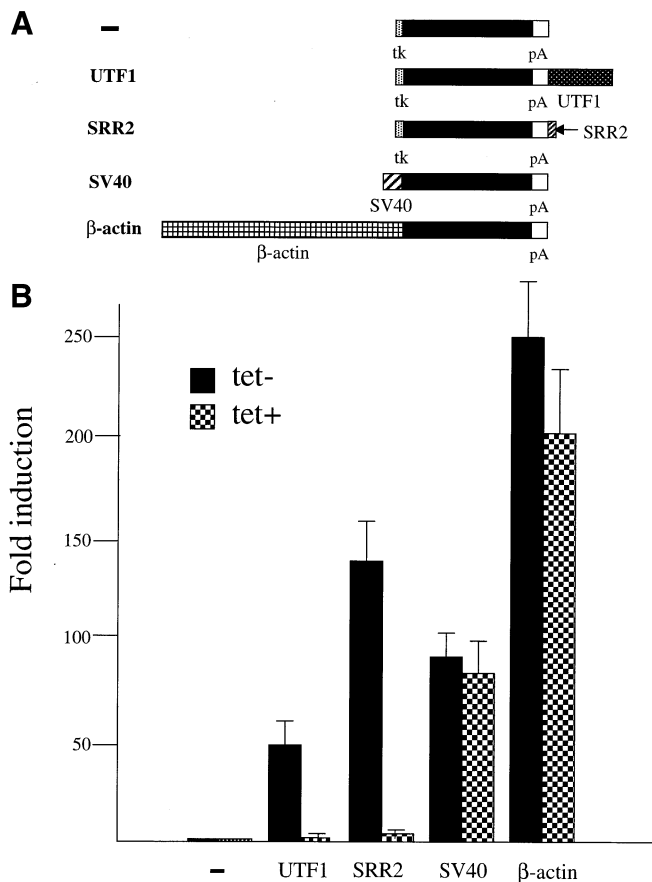 A
–
tk pA
UTF1
tk pA UTF1
SRR2
SRR2
tk pA
SV40
SV40 pA
β-actin
β-actin pA
B
Fold induction
250
200
150
100
50
tet-
tet+
– UTF1 SRR2 SV40 β-actin